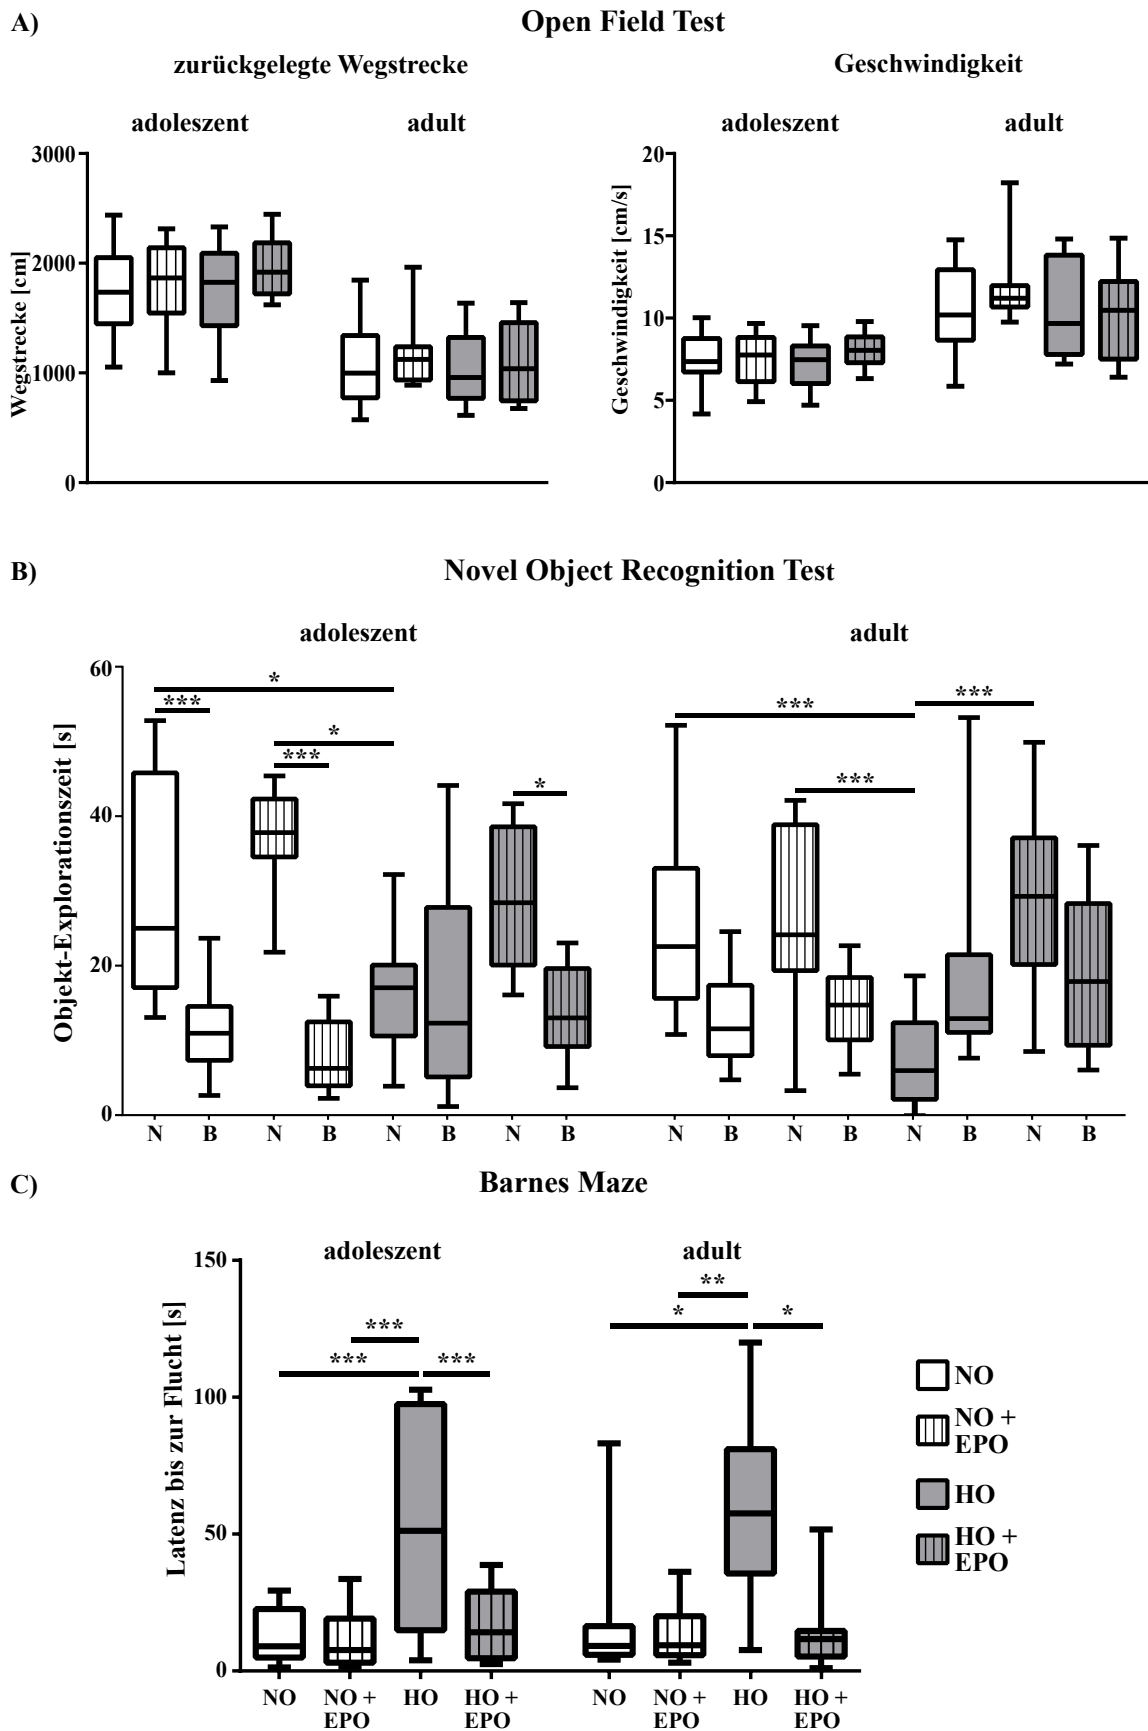 A)
Open Field Test
zurückgelegte Wegstrecke
Geschwindigkeit
adoleszent
adult
adoleszent
adult
Wegstrecke [cm]
3000
2000
1000
0
Geschwindigkeit [cm/s]
20
15
10
5
0
B)
Novel Object Recognition Test
adoleszent
adult
Objekt-Explorationszeit [s]
60
40
20
0
*
***
*
***
*
***
***
***
N B N B N B N B N B N B N B N B
C)
Barnes Maze
adoleszent
adult
Latenz bis zur Flucht [s]
150
100
50
0
***
***
***
**
*
*
NO
NO +
EPO
HO
HO +
EPO
NO
NO +
EPO
HO
HO +
EPO
NO
NO +
EPO
HO
HO +
EPO